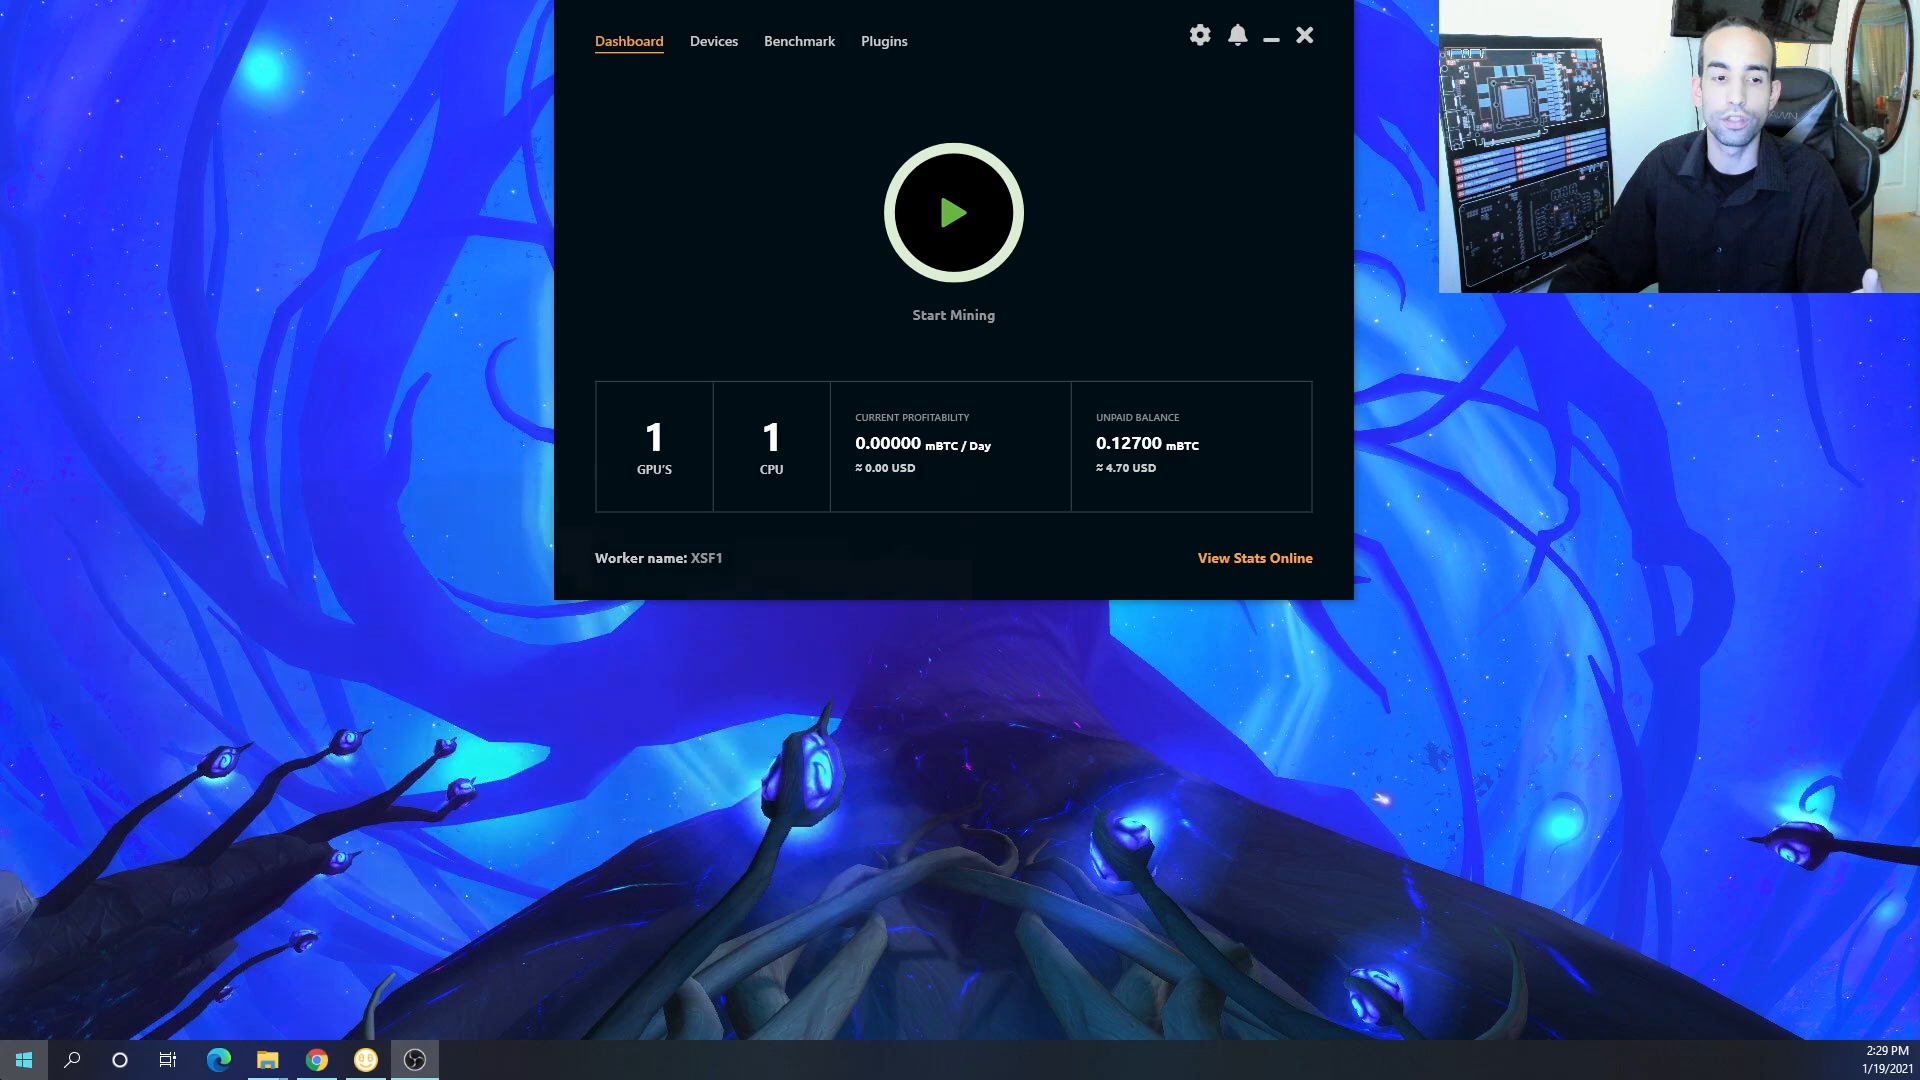 Dashboard
Devices
Benchmark
Plugins
Start Mining
1
GPU'S
1
CPU
CURRENT PROFITABILITY
0.00000 mBTC / Day
≈ 0.00 USD
UNPAID BALANCE
0.12700 mBTC
≈ 4.70 USD
Worker name: XSF1
View Stats Online
2:29 PM
1/19/2021